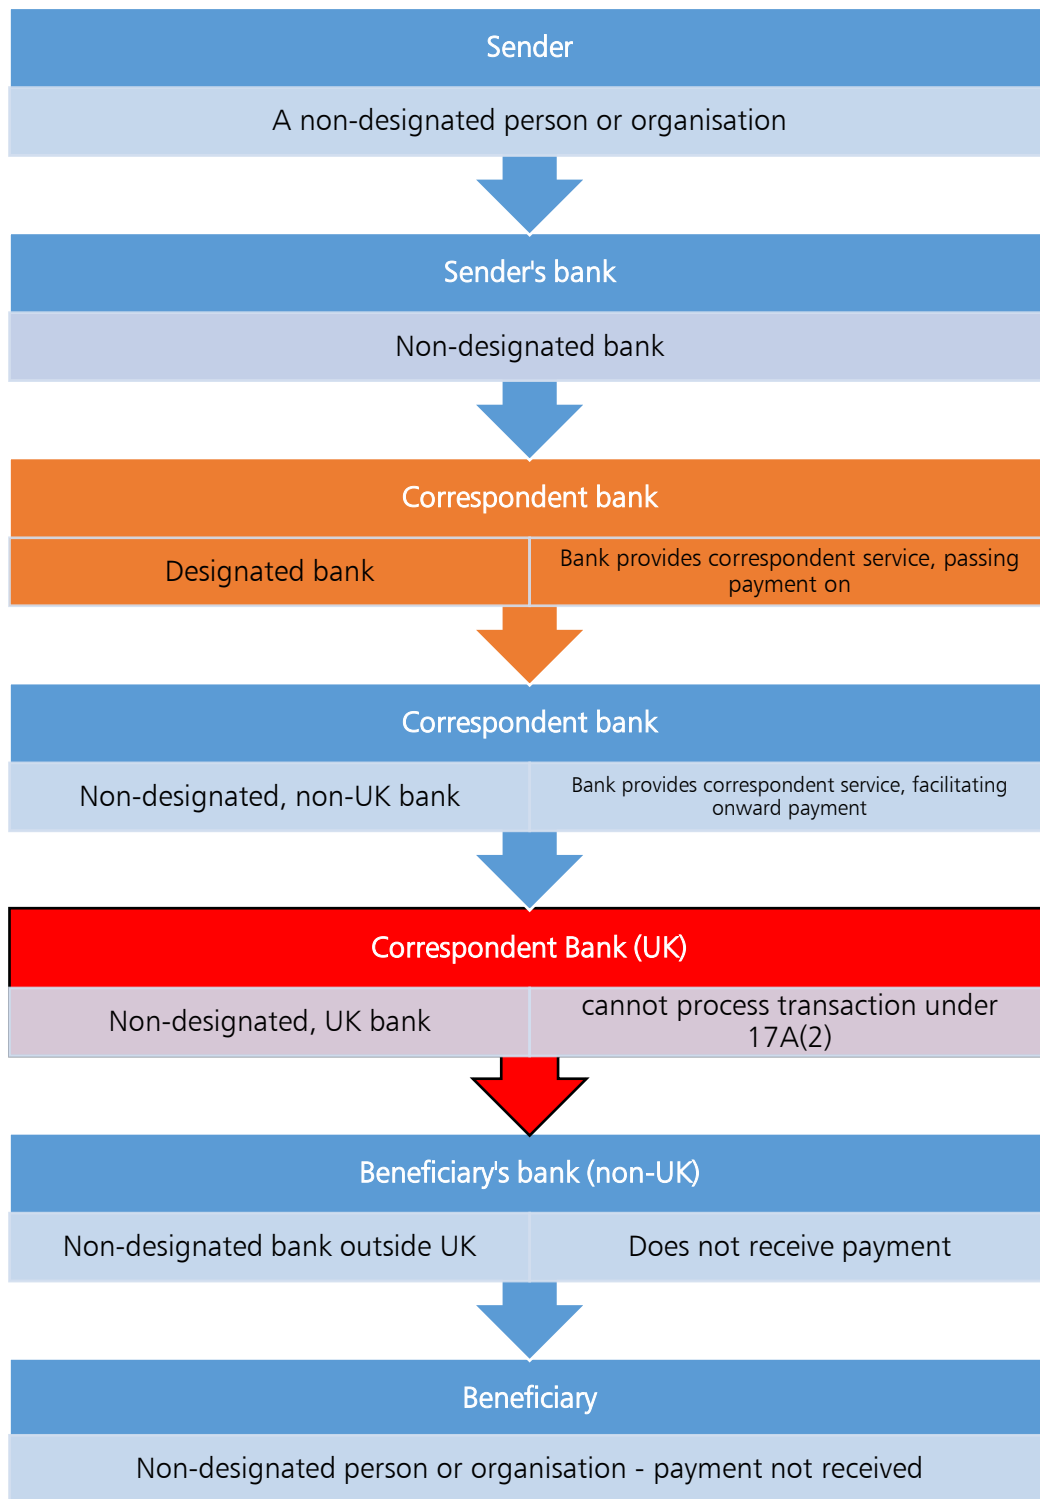 Sender
A non-designated person or organisation
Sender's bank
Non-designated bank
Correspondent bank
Designated bank
Bank provides correspondent service, passing
payment on
Correspondent bank
Non-designated, non-UK bank
Bank provides correspondent service, facilitating
onward payment
Correspondent Bank (UK)
Non-designated, UK bank
cannot process transaction under
17A(2)
Beneficiary's bank (non-UK)
Non-designated bank outside UK
Does not receive payment
Beneficiary
Non-designated person or organisation - payment not received